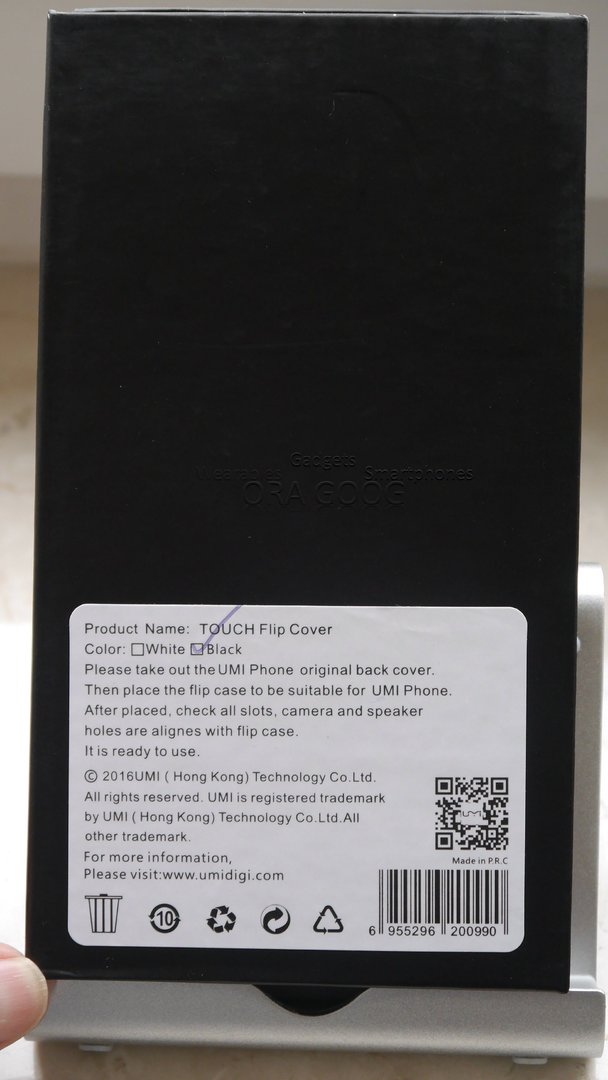 Gadgets
Wearables Smartphones
ORA GOOG
Product Name: TOUCH Flip Cover
Color: □White ☑Black
Please take out the UMI Phone original back cover.
Then place the flip case to be suitable for UMI Phone.
After placed, check all slots, camera and speaker
holes are alignes with flip case.
It is ready to use.
© 2016UMI ( Hong Kong) Technology Co.Ltd.
All rights reserved. UMI is registered trademark
by UMI ( Hong Kong) Technology Co.Ltd.All
other trademark.
For more information,
Please visit:www.umidigi.com
UMI
Made in P.R.C
10
6 955296 200990